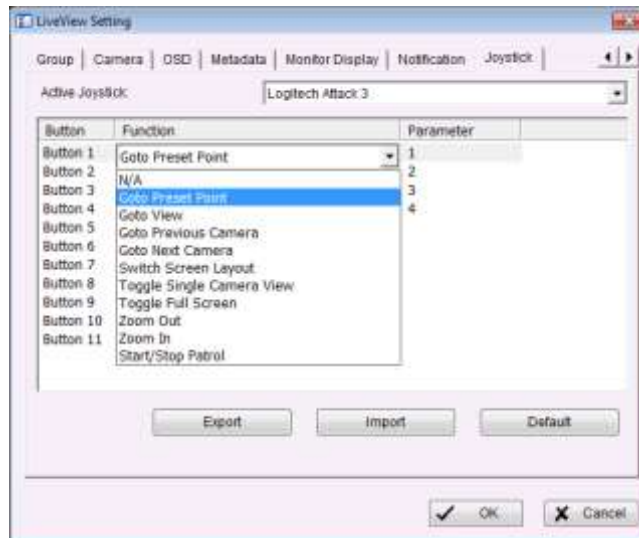 LiveView Setting
Group Camera OSD Metadata Monitor Display Notification Joystick
Active Joystick: Logitech Attack 3
Button Function Parameter
Button 1 Goto Preset Point 1
Button 2 N/A 2
Button 3 Goto Preset Point 3
Button 4 Goto View 4
Button 5 Goto Previous Camera
Button 6 Goto Next Camera
Button 7 Switch Screen Layout
Button 8 Toggle Single Camera View
Button 9 Toggle Full Screen
Button 10 Zoom Out
Button 11 Zoom In
Start/Stop Patrol
Export Import Default
OK Cancel